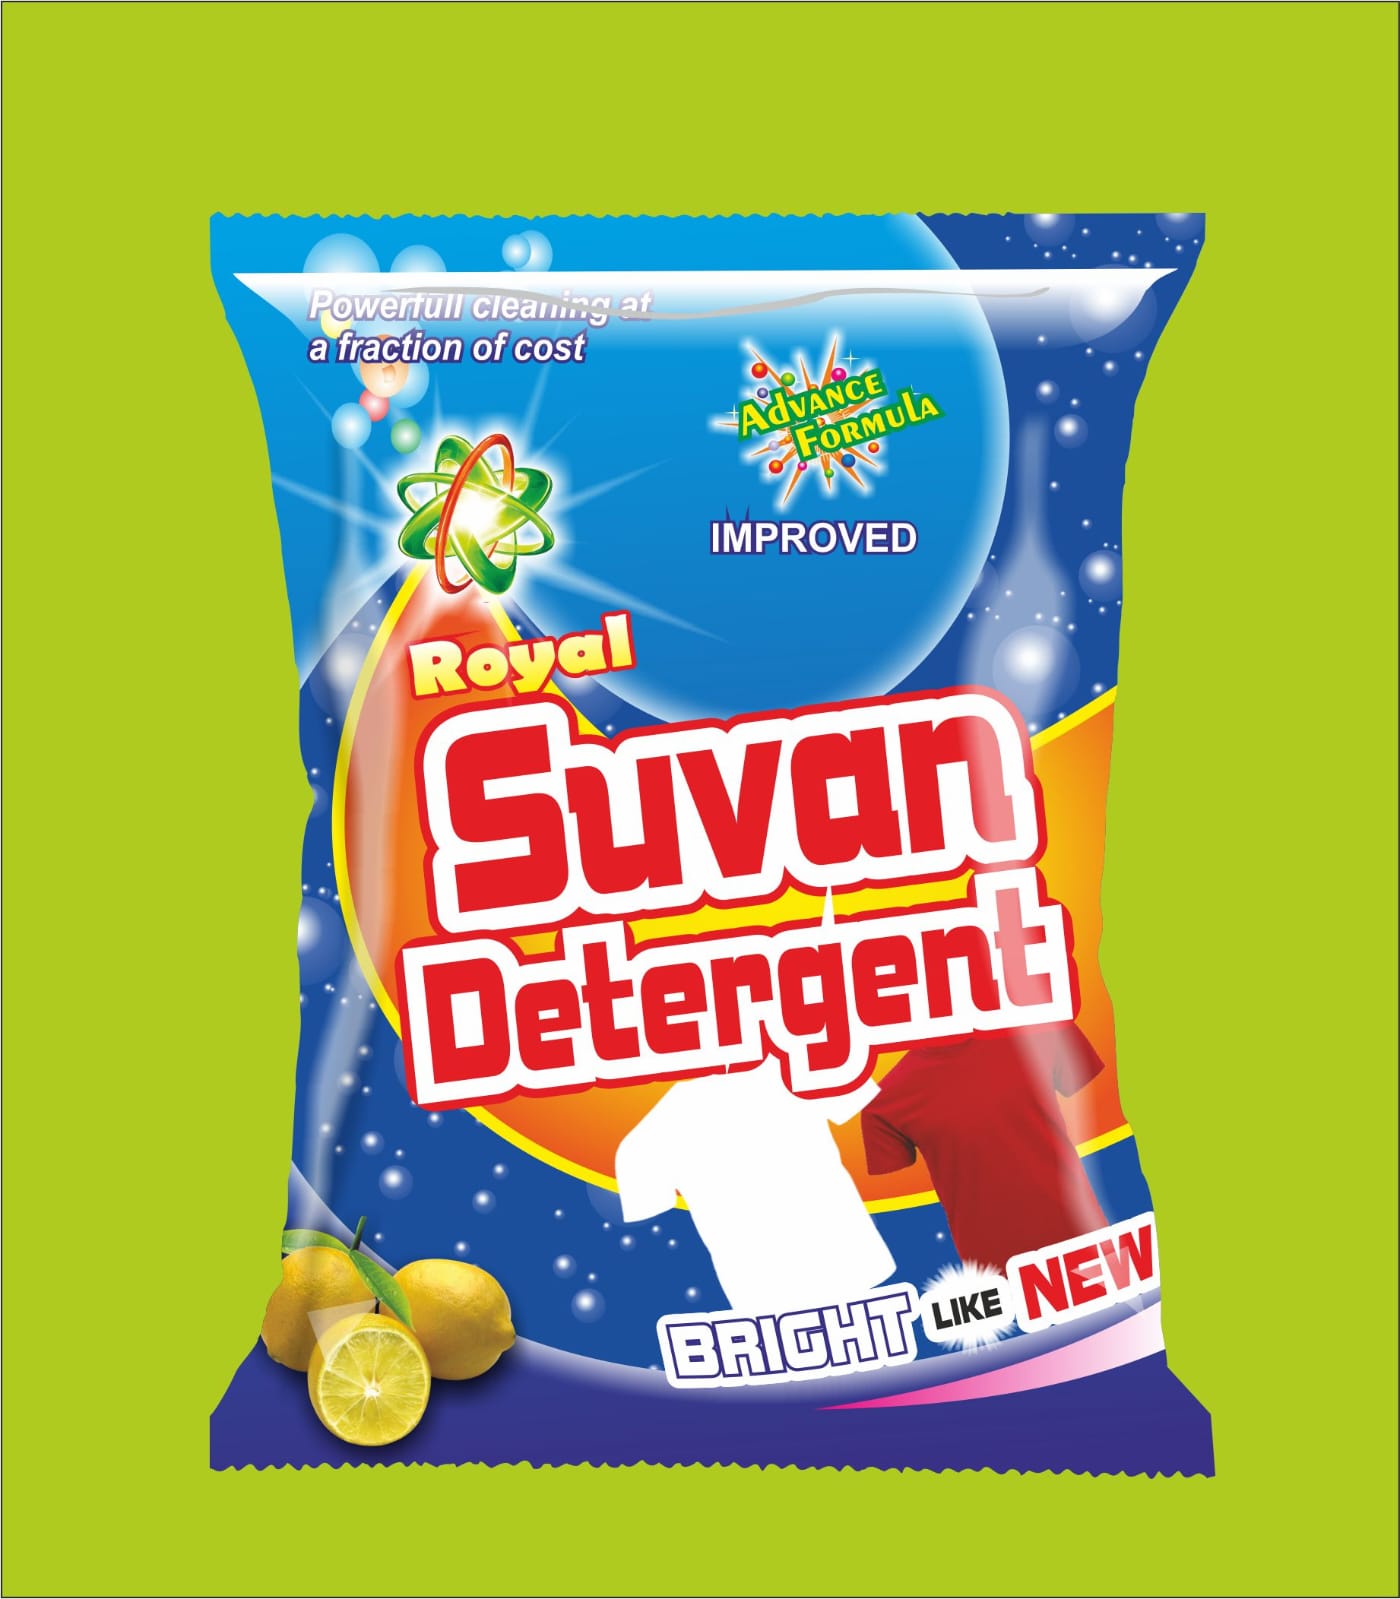 Powerfull cleaning at
a fraction of cost
Advance
Formula
IMPROVED
Royal
Suvan
Detergent
BRIGHT LIKE NEW